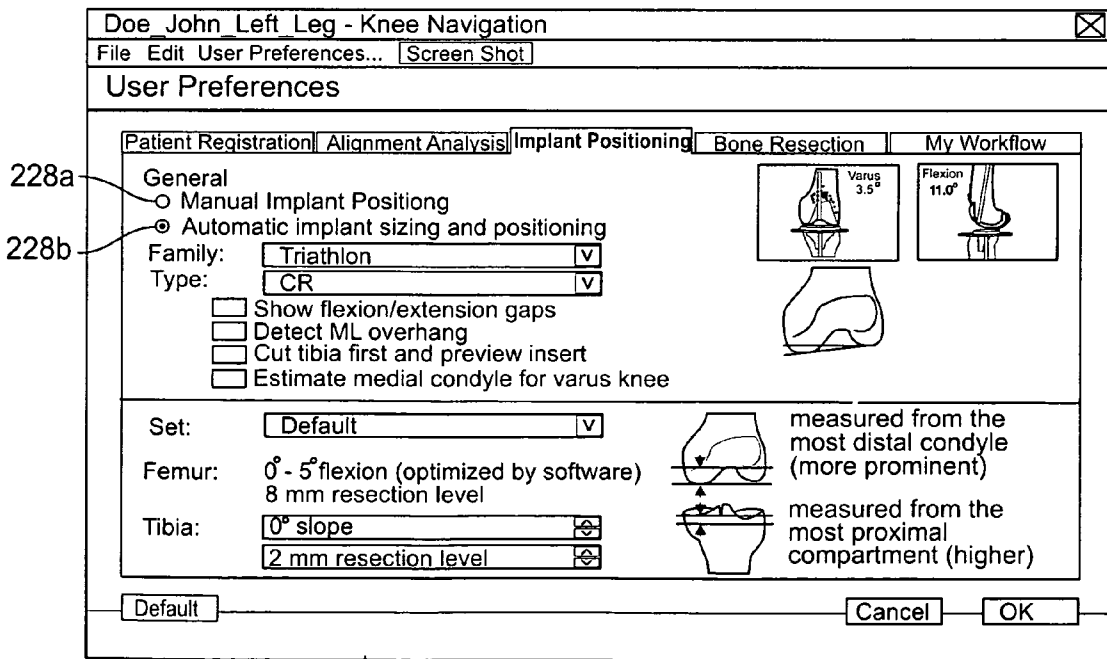 Doe_John_Left_Leg - Knee Navigation
File Edit User Preferences... Screen Shot
User Preferences
Patient Registration Alignment Analysis Implant Positioning Bone Resection My Workflow
228a
General
Manual Implant Positiong
228b
Automatic implant sizing and positioning
Varus
3.5°
Flexion
11.0°
Family: Triathlon V
Type: CR V
Show flexion/extension gaps
Detect ML overhang
Cut tibia first and preview insert
Estimate medial condyle for varus knee
Set: Default V
Femur: 0° - 5° flexion (optimized by software)
8 mm resection level
measured from the
most distal condyle
(more prominent)
Tibia: 0° slope
2 mm resection level
measured from the
most proximal
compartment (higher)
Default Cancel OK